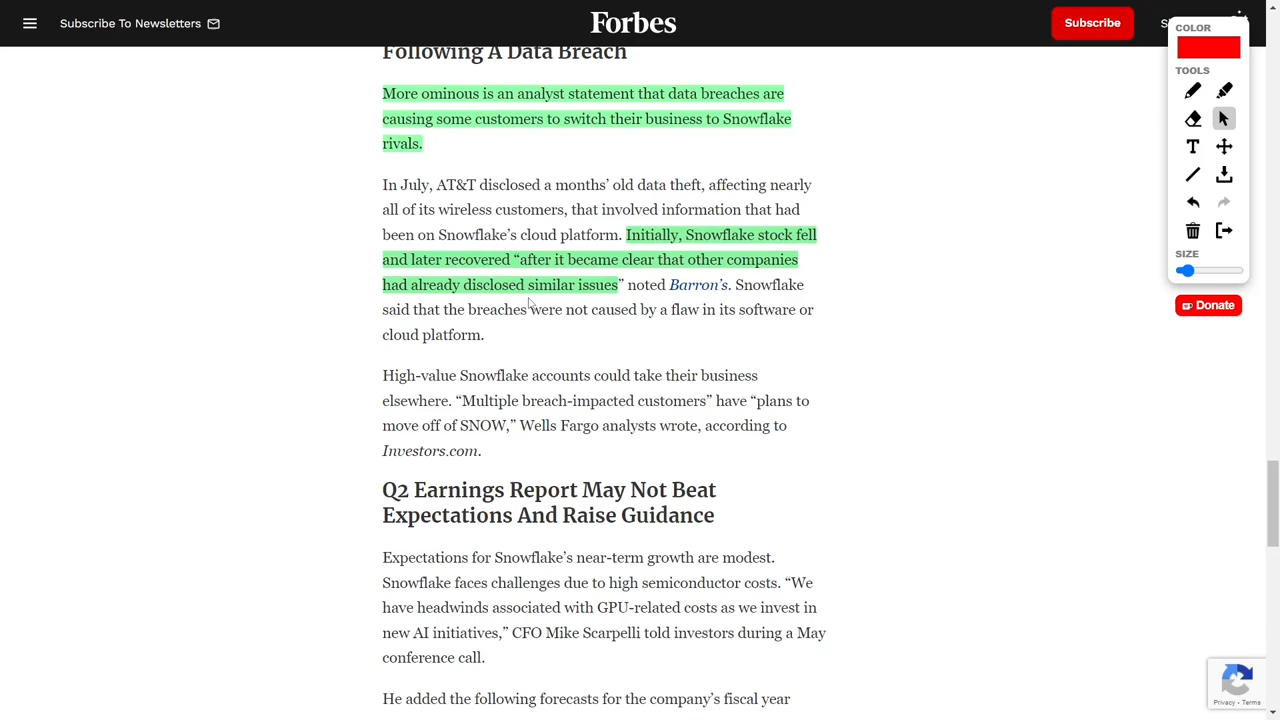 Subscribe To Newsletters
Forbes
Subscribe
Following A Data Breach
More ominous is an analyst statement that data breaches are
causing some customers to switch their business to Snowflake
rivals.
In July, AT&T disclosed a months’ old data theft, affecting nearly
all of its wireless customers, that involved information that had
been on Snowflake’s cloud platform. Initially, Snowflake stock fell
and later recovered “after it became clear that other companies
had already disclosed similar issues” noted Barron’s. Snowflake
said that the breaches were not caused by a flaw in its software or
cloud platform.
High-value Snowflake accounts could take their business
elsewhere. “Multiple breach-impacted customers” have “plans to
move off of SNOW,” Wells Fargo analysts wrote, according to
Investors.com.
Q2 Earnings Report May Not Beat
Expectations And Raise Guidance
Expectations for Snowflake’s near-term growth are modest.
Snowflake faces challenges due to high semiconductor costs. “We
have headwinds associated with GPU-related costs as we invest in
new AI initiatives,” CFO Mike Scarpelli told investors during a May
conference call.
He added the following forecasts for the company’s fiscal year
COLOR
TOOLS
T
SIZE
Donate
Privacy - Terms